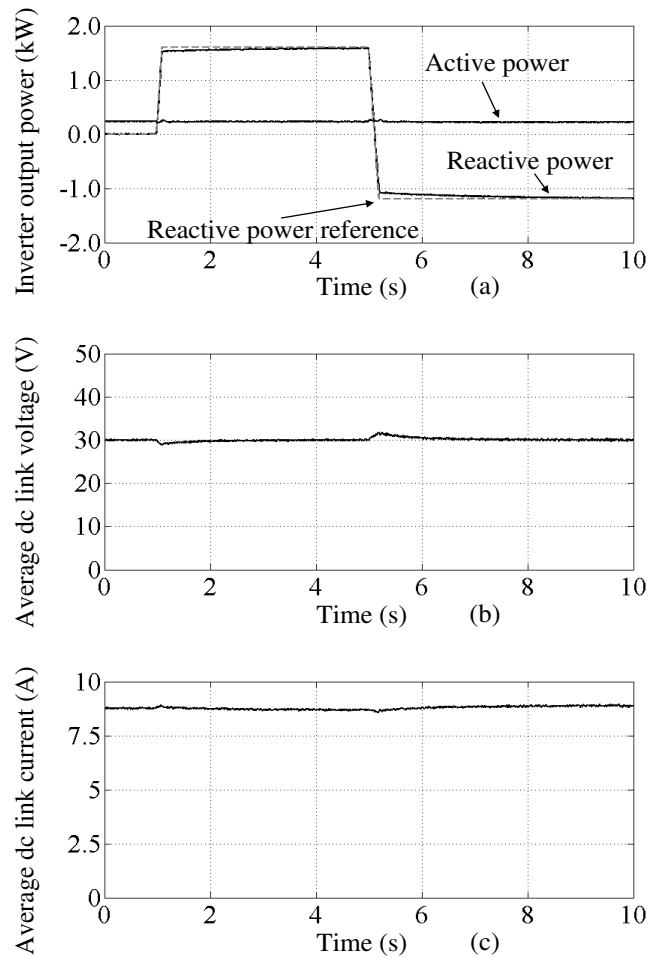 Inverter output power (kW)
2.0
1.0
0.0
-1.0
-2.0
Active power
Reactive power
Reactive power reference
0 2 4 6 8 10
Time (s) (a)
Average dc link voltage (V)
50
40
30
20
10
0
0 2 4 6 8 10
Time (s) (b)
Average dc link current (A)
10
7.5
5
2.5
0
0 2 4 6 8 10
Time (s) (c)